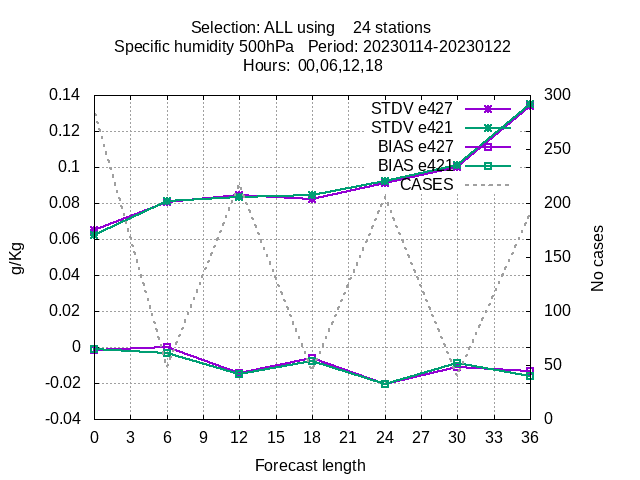 Selection: ALL using 24 stations
Specific humidity 500hPa Period: 20230114-20230122
Hours: 00,06,12,18
STDV e427
STDV e421
BIAS e427
BIAS e421
CASES
0.14
0.12
0.1
0.08
0.06
0.04
0.02
0
-0.02
-0.04
g/Kg
300
250
200
150
100
50
0
No cases
0 3 6 9 12 15 18 21 24 27 30 33 36
Forecast length